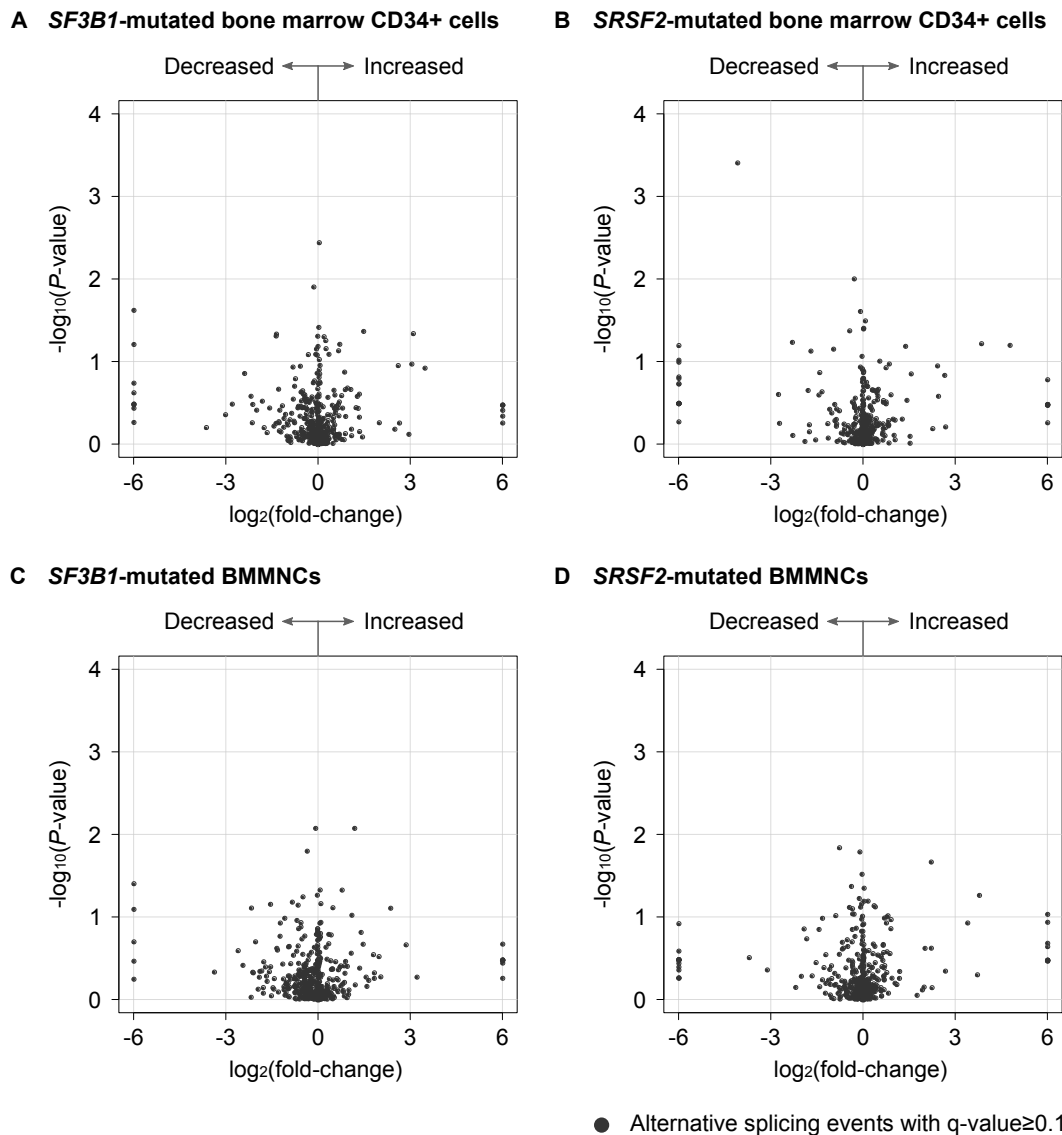 A SF3B1-mutated bone marrow CD34+ cells
Decreased Increased
4
3
2
1
0
-log10(P-value)
-6 -3 0 3 6
log2(fold-change)
B SRSF2-mutated bone marrow CD34+ cells
Decreased Increased
4
3
2
1
0
-log10(P-value)
-6 -3 0 3 6
log2(fold-change)
C SF3B1-mutated BMMNCs
Decreased Increased
4
3
2
1
0
-log10(P-value)
-6 -3 0 3 6
log2(fold-change)
D SRSF2-mutated BMMNCs
Decreased Increased
4
3
2
1
0
-log10(P-value)
-6 -3 0 3 6
log2(fold-change)
Alternative splicing events with q-value≥0.1